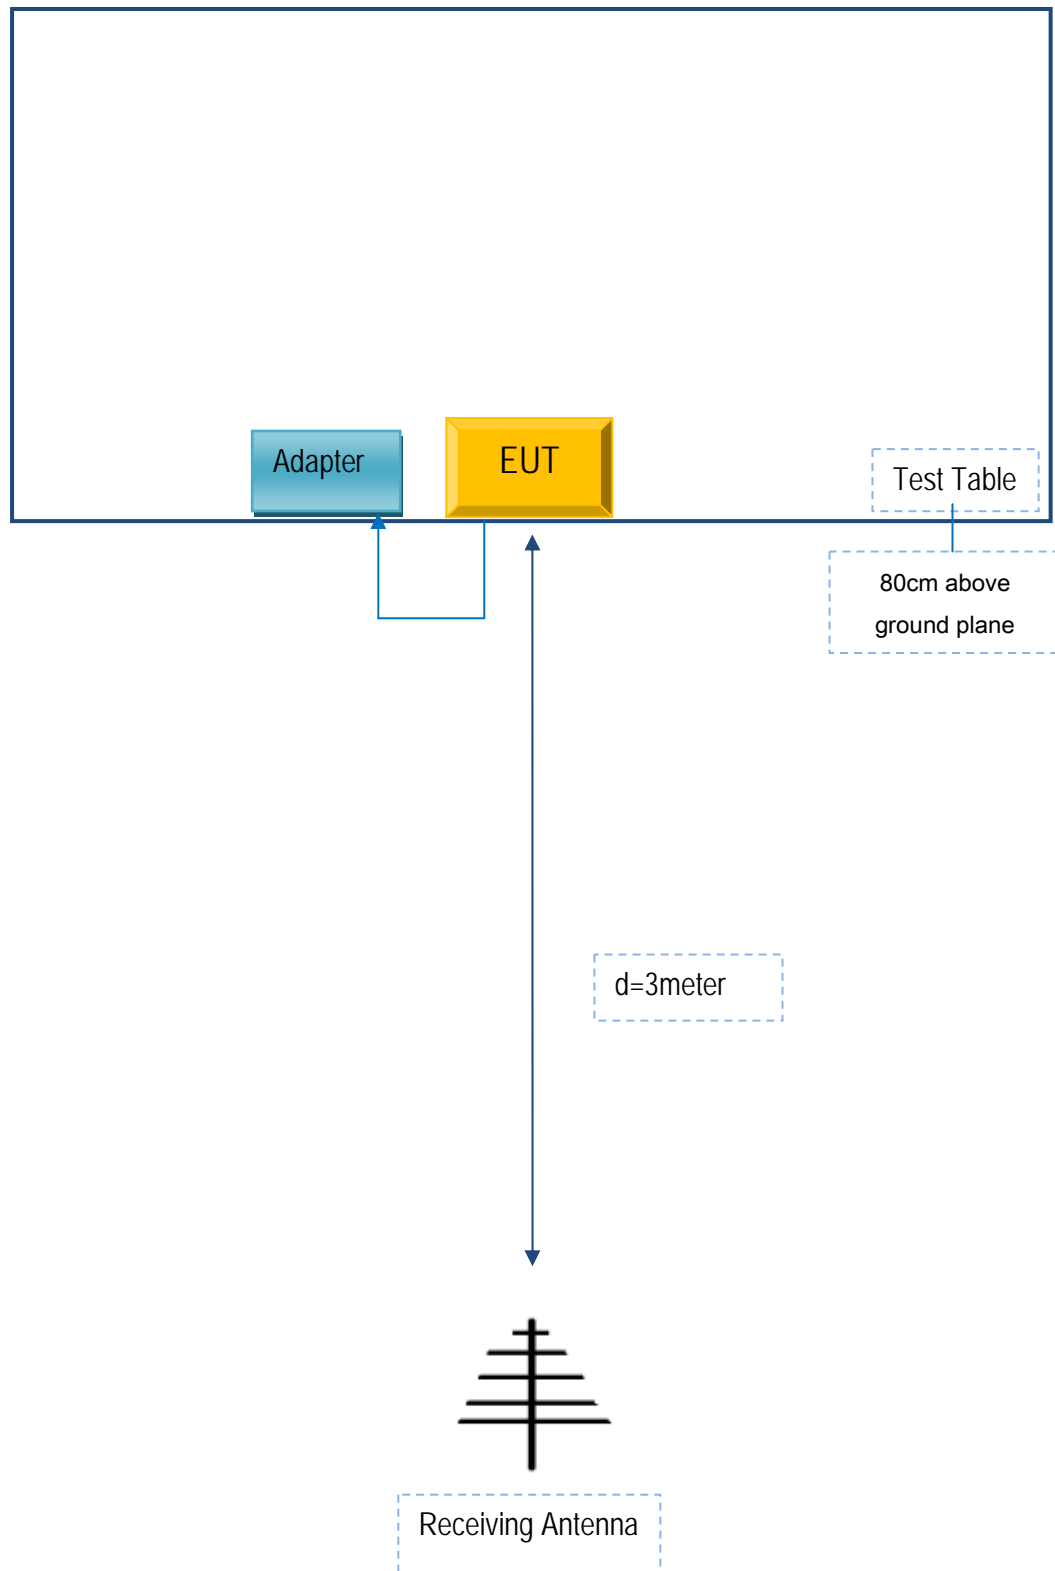 Adapter
EUT
Test Table
80cm above
ground plane
d=3meter
Receiving Antenna